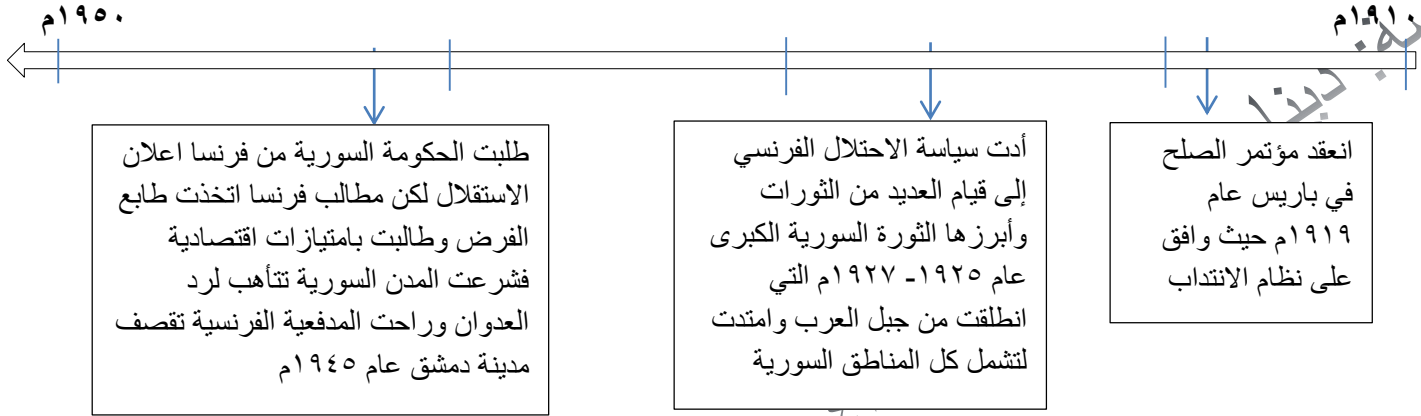 ١٩١٠م
١٩٥٠م
انعقد مؤتمر الصلح
في باريس عام
١٩١٩م حيث وافق
على نظام الانتداب
أدت سياسة الاحتلال الفرنسي
إلى قيام العديد من الثورات
وأبرزها الثورة السورية الكبرى
عام ١٩٢٥ـ ١٩٢٧م التي
انطلقت من جبل العرب وامتدت
لتشمل كل المناطق السورية
طلبت الحكومة السورية من فرنسا اعلان
الاستقلال لكن مطالب فرنسا اتخذت طابع
الفرض وطالبت بامتيازات اقتصادية
فشرعت المدن السورية تتأهب لرد
العدوان وراحت المدفعية الفرنسية تقصف
مدينة دمشق عام ١٩٤٥م